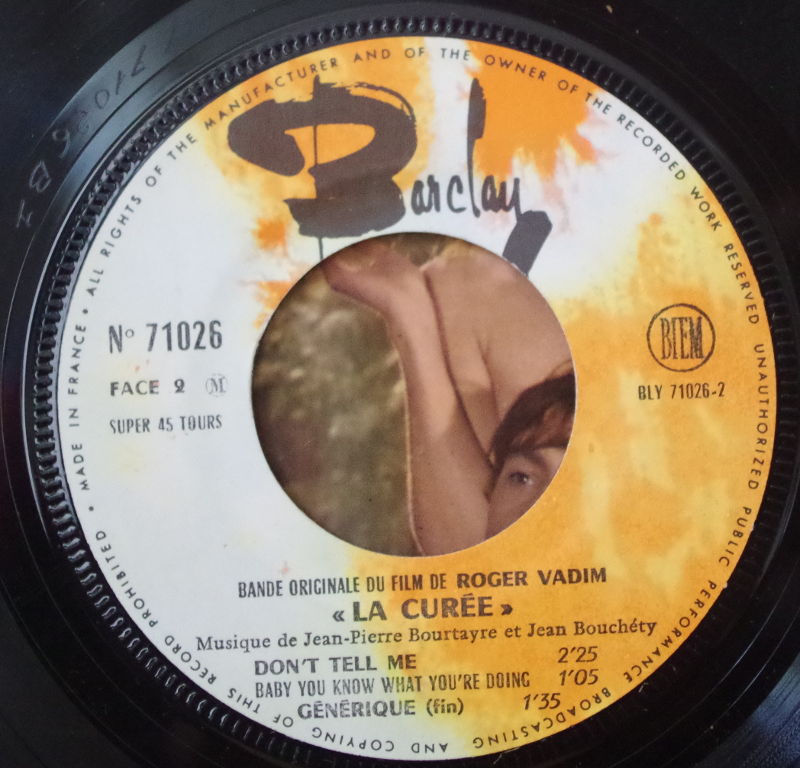 ALL RIGHTS OF THE MANUFACTURER AND OF THE OWNER OF THE RECORDED WORK RESERVED UNAUTHORIZED PUBLIC PERFORMANCE BROADCASTING AND COPYING OF THIS RECORD PROHIBITED • MADE IN FRANCE •
Barclay
N° 71026
FACE 2 M
SUPER 45 TOURS
BIEM
BLY 71026-2
BANDE ORIGINALE DU FILM DE ROGER VADIM
« LA CURÉE »
Musique de Jean-Pierre Bourtayre et Jean Bouchéty
DON'T TELL ME 2'25
BABY YOU KNOW WHAT YOU'RE DOING 1'05
GÉNÉRIQUE (fin) 1'35
71026 B1